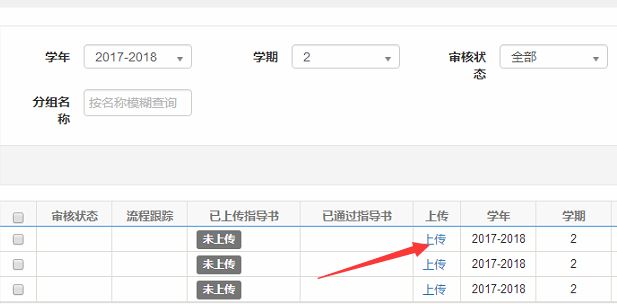 学年 2017-2018 学期 2 审核状态 全部
分组名称 按名称模糊查询
审核状态 流程跟踪 已上传指导书 已通过指导书 上传 学年 学期
未上传 上传 2017-2018 2
未上传 上传 2017-2018 2
未上传 上传 2017-2018 2